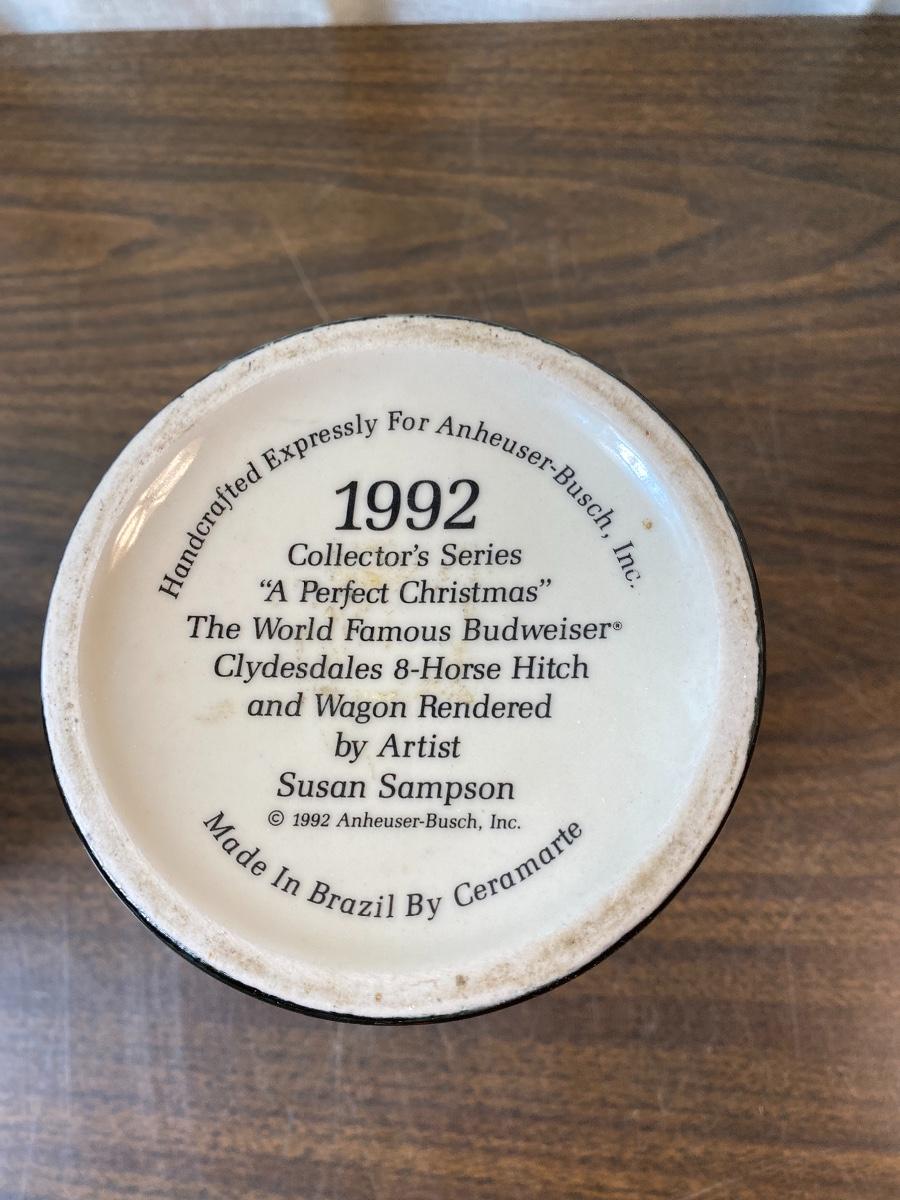 Handcrafted Expressly For Anheuser-Busch, Inc.
1992
Collector's Series
“A Perfect Christmas”
The World Famous Budweiser®
Clydesdales 8-Horse Hitch
and Wagon Rendered
by Artist
Susan Sampson
© 1992 Anheuser-Busch, Inc.
Made In Brazil By Ceramarte